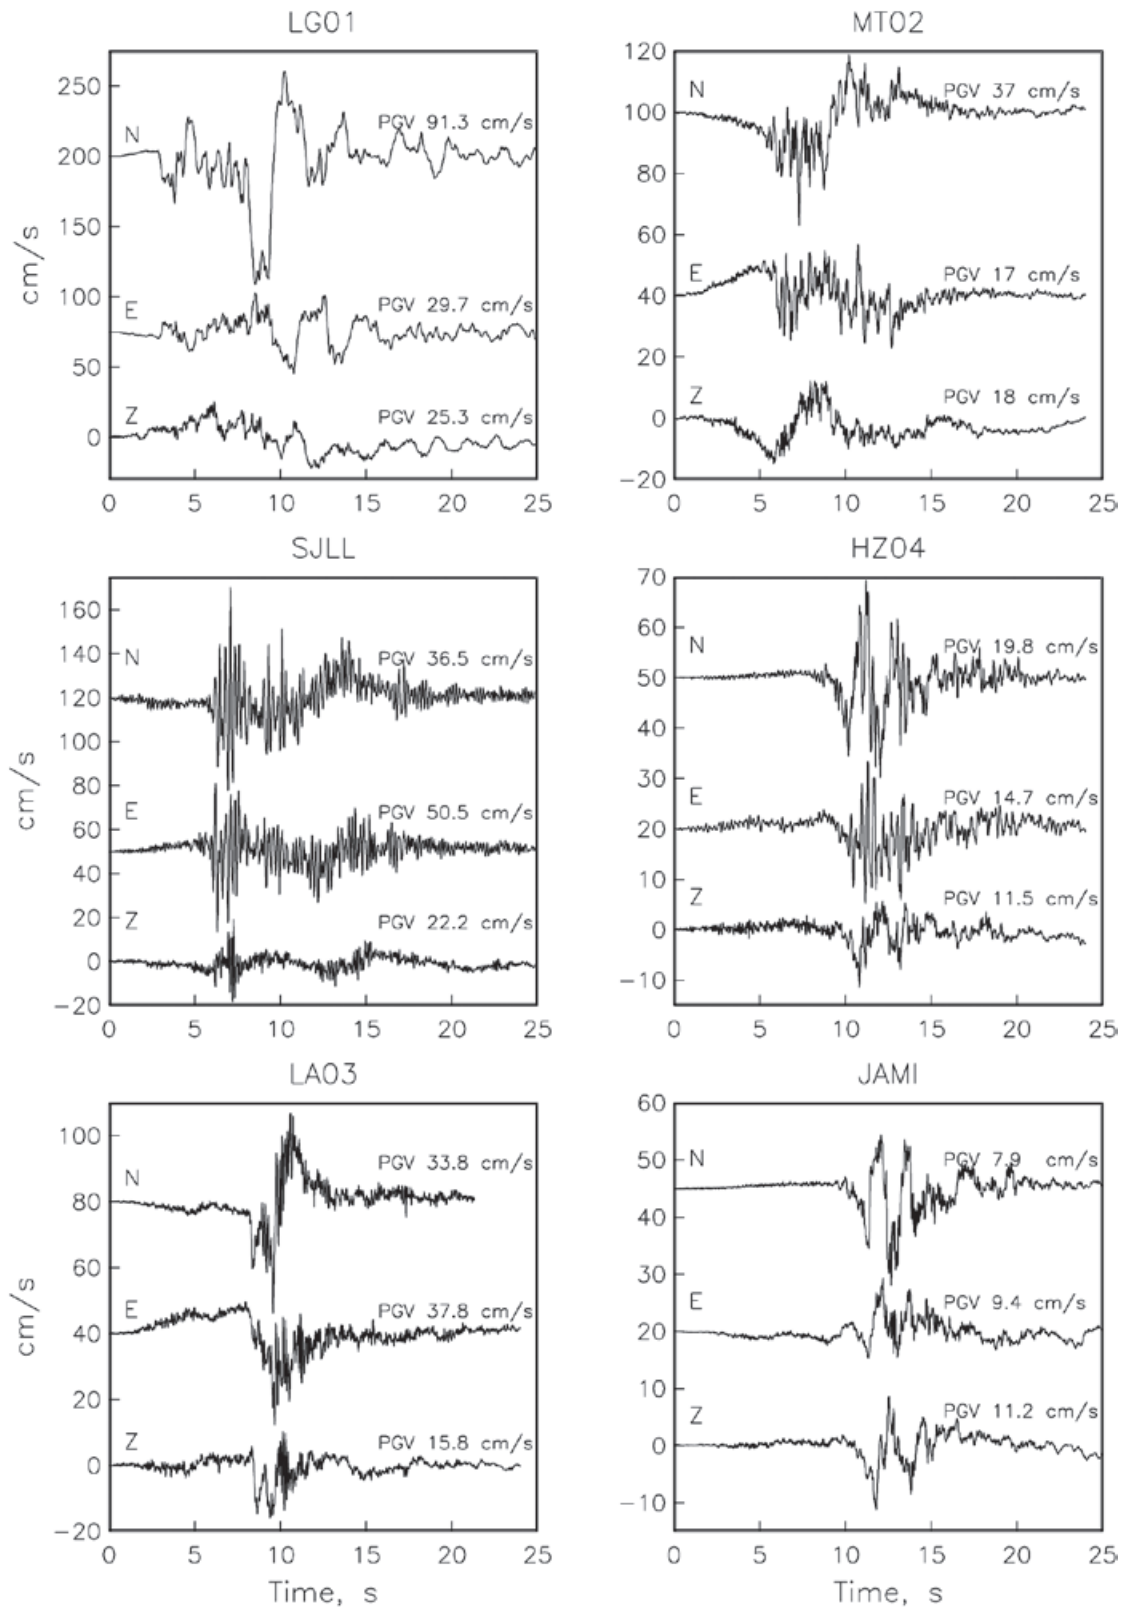 LG01
MT02
250
200
150
100
50
0
cm/s
N
PGV 91.3 cm/s
E
PGV 29.7 cm/s
Z
PGV 25.3 cm/s
0 5 10 15 20 25
120
100
80
60
40
20
0
−20
N
PGV 37 cm/s
E
PGV 17 cm/s
Z
PGV 18 cm/s
0 5 10 15 20 25
SJLL
HZ04
160
140
120
100
80
60
40
20
0
−20
cm/s
N
PGV 36.5 cm/s
E
PGV 50.5 cm/s
Z
PGV 22.2 cm/s
0 5 10 15 20 25
70
60
50
40
30
20
10
0
−10
N
PGV 19.8 cm/s
E
PGV 14.7 cm/s
Z
PGV 11.5 cm/s
0 5 10 15 20 25
LA03
JAMI
100
80
60
40
20
0
−20
cm/s
N
PGV 33.8 cm/s
E
PGV 37.8 cm/s
Z
PGV 15.8 cm/s
0 5 10 15 20 25
Time, s
60
50
40
30
20
10
0
−10
N
PGV 7.9 cm/s
E
PGV 9.4 cm/s
Z
PGV 11.2 cm/s
0 5 10 15 20 25
Time, s